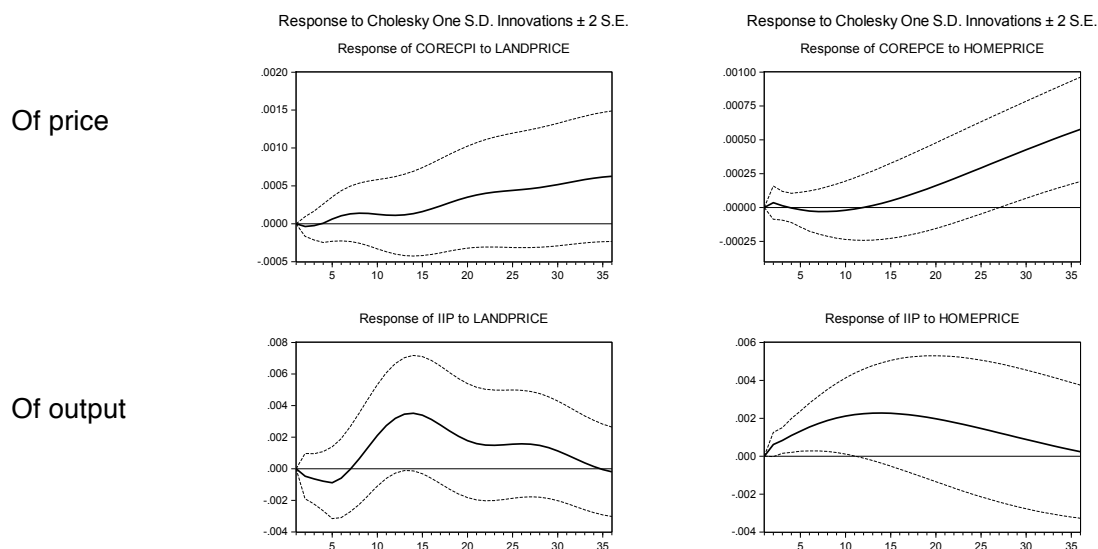 Response to Cholesky One S.D. Innovations ± 2 S.E.
Response of CORECPI to LANDPRICE
.0020
.0015
.0010
.0005
.0000
-.0005
5 10 15 20 25 30 35
Response to Cholesky One S.D. Innovations ± 2 S.E.
Response of COREPCE to HOMEPRICE
.00100
.00075
.00050
.00025
.00000
-.00025
5 10 15 20 25 30 35
Of price
Response of IIP to LANDPRICE
.008
.006
.004
.002
.000
-.002
-.004
5 10 15 20 25 30 35
Response of IIP to HOMEPRICE
.006
.004
.002
.000
-.002
-.004
5 10 15 20 25 30 35
Of output